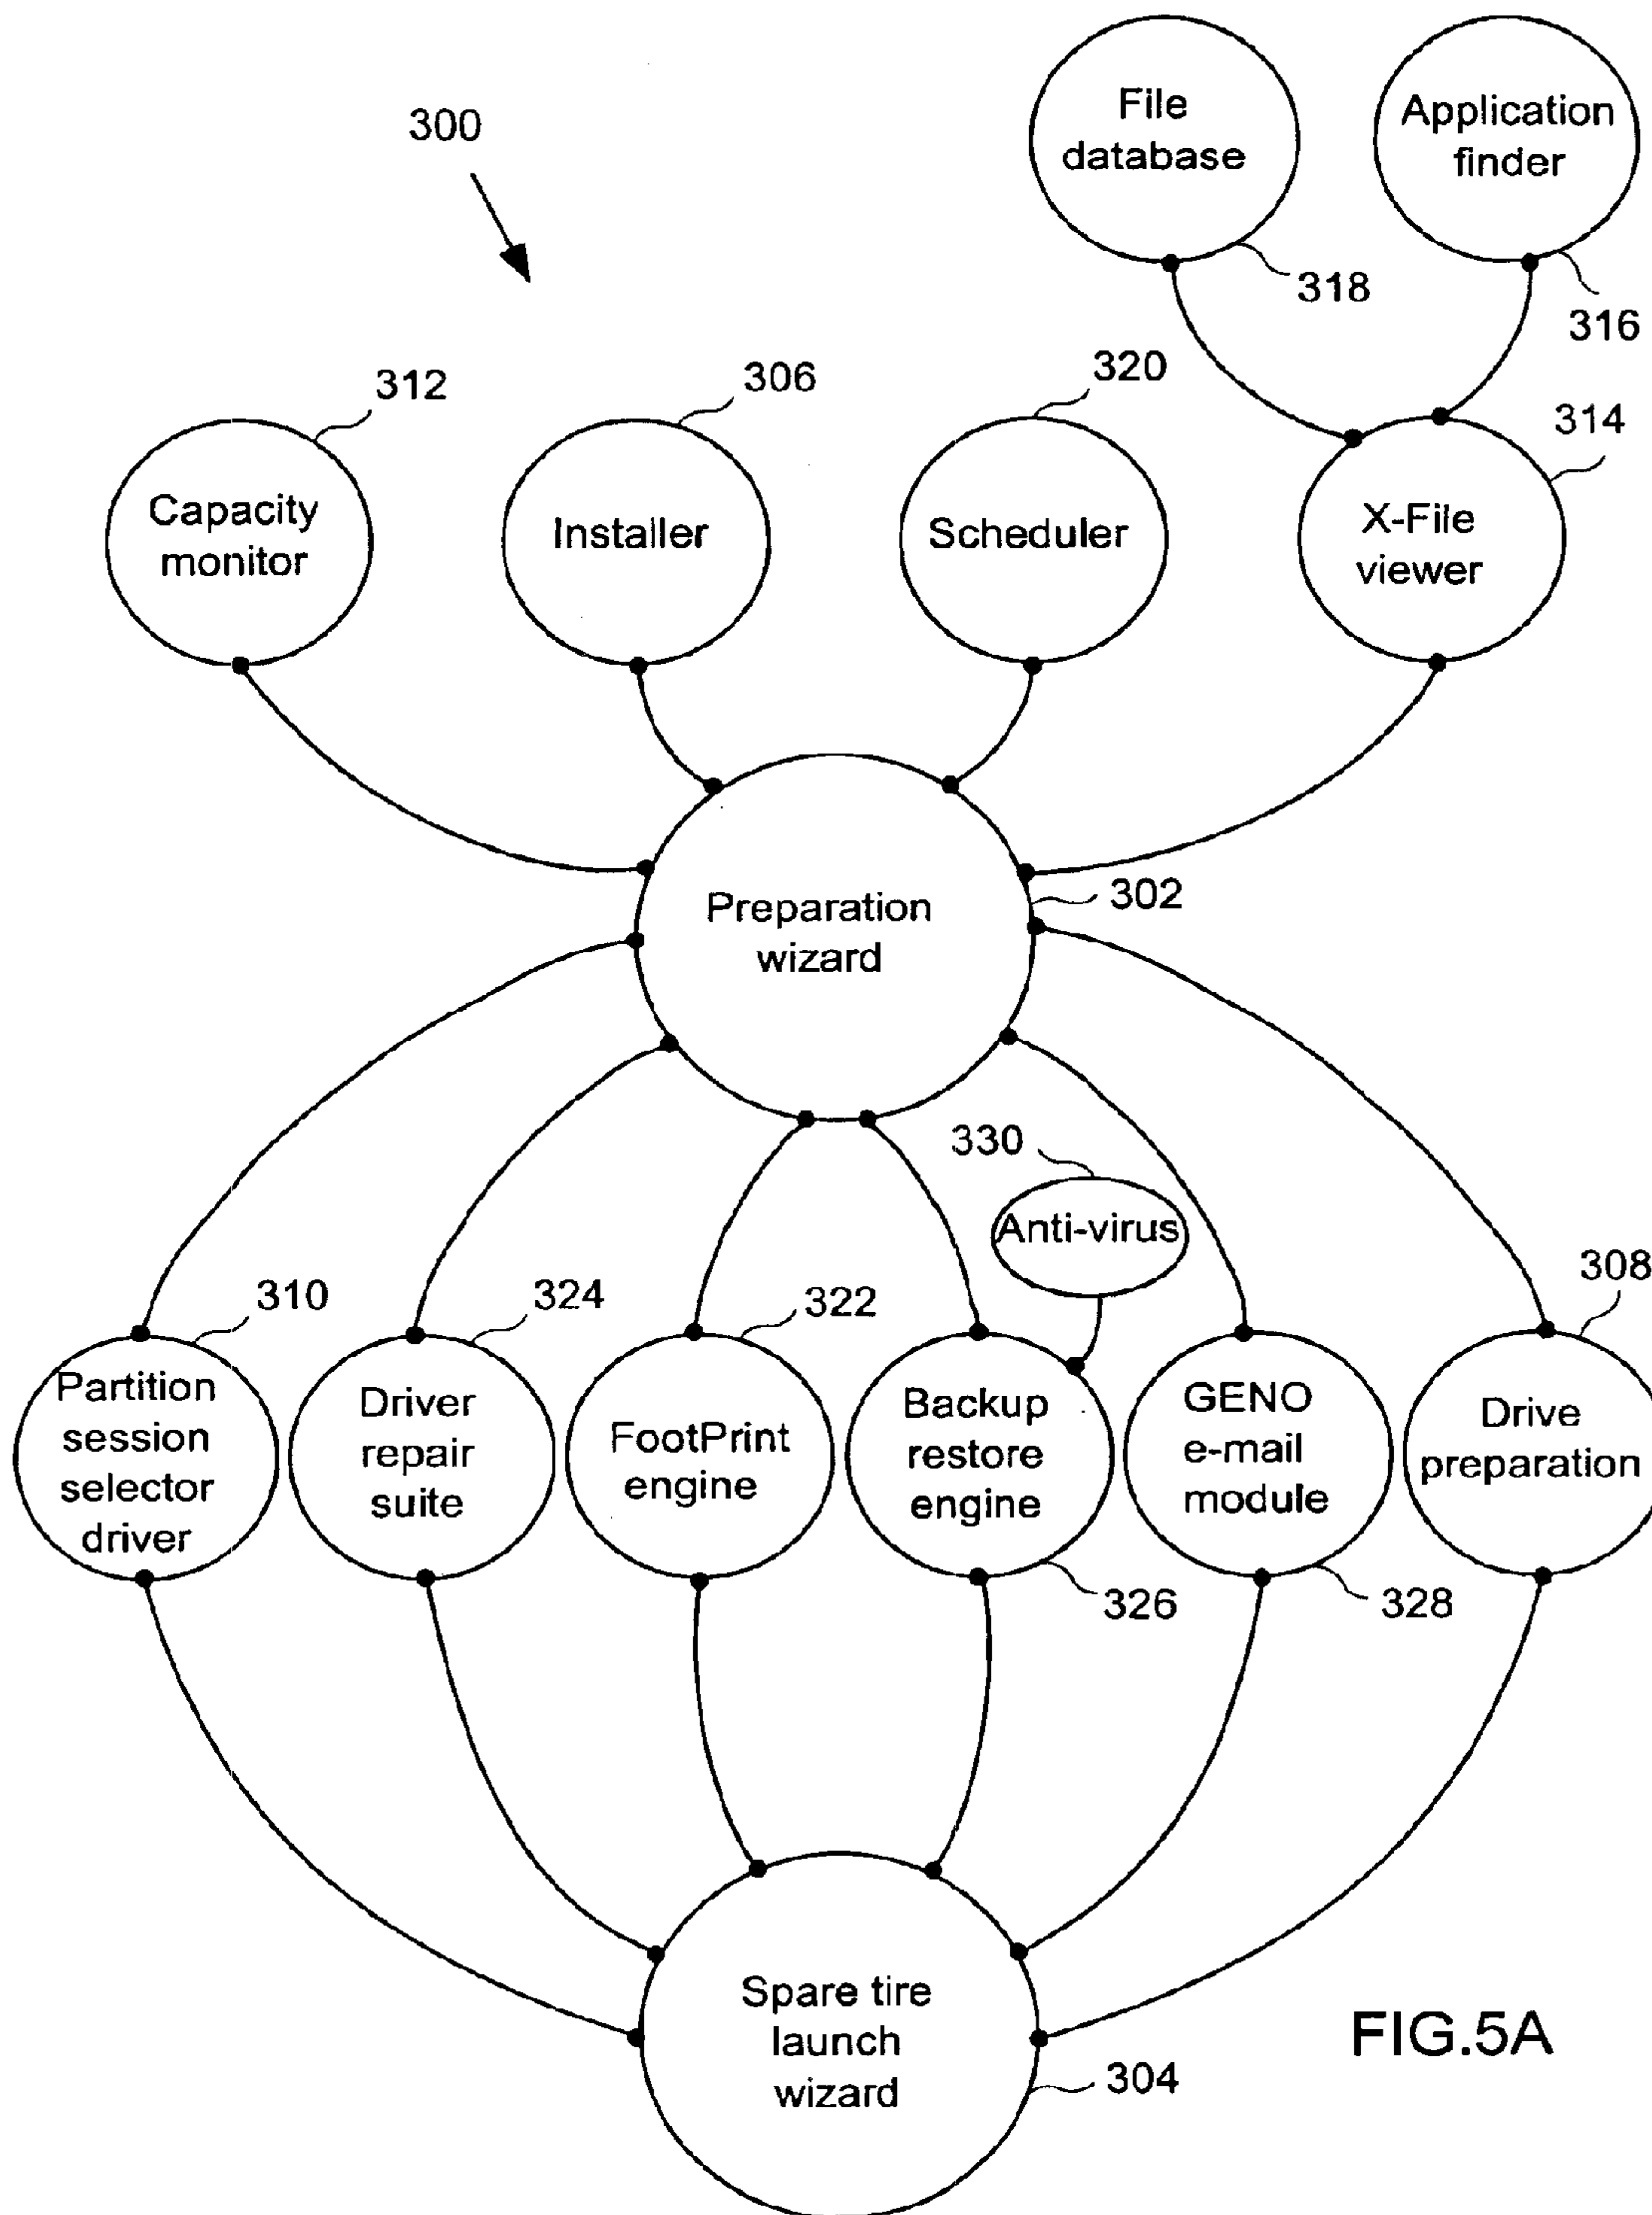 300
File
database
Application
finder
318
316
312
306
320
314
Capacity
monitor
Installer
Scheduler
X-File
viewer
302
Preparation
wizard
330
Anti-virus
310
324
322
308
Partition
session
selector
driver
Driver
repair
suite
FootPrint
engine
Backup
restore
engine
GENO
e-mail
module
Drive
preparation
326
328
Spare tire
launch
wizard
304
FIG.5A